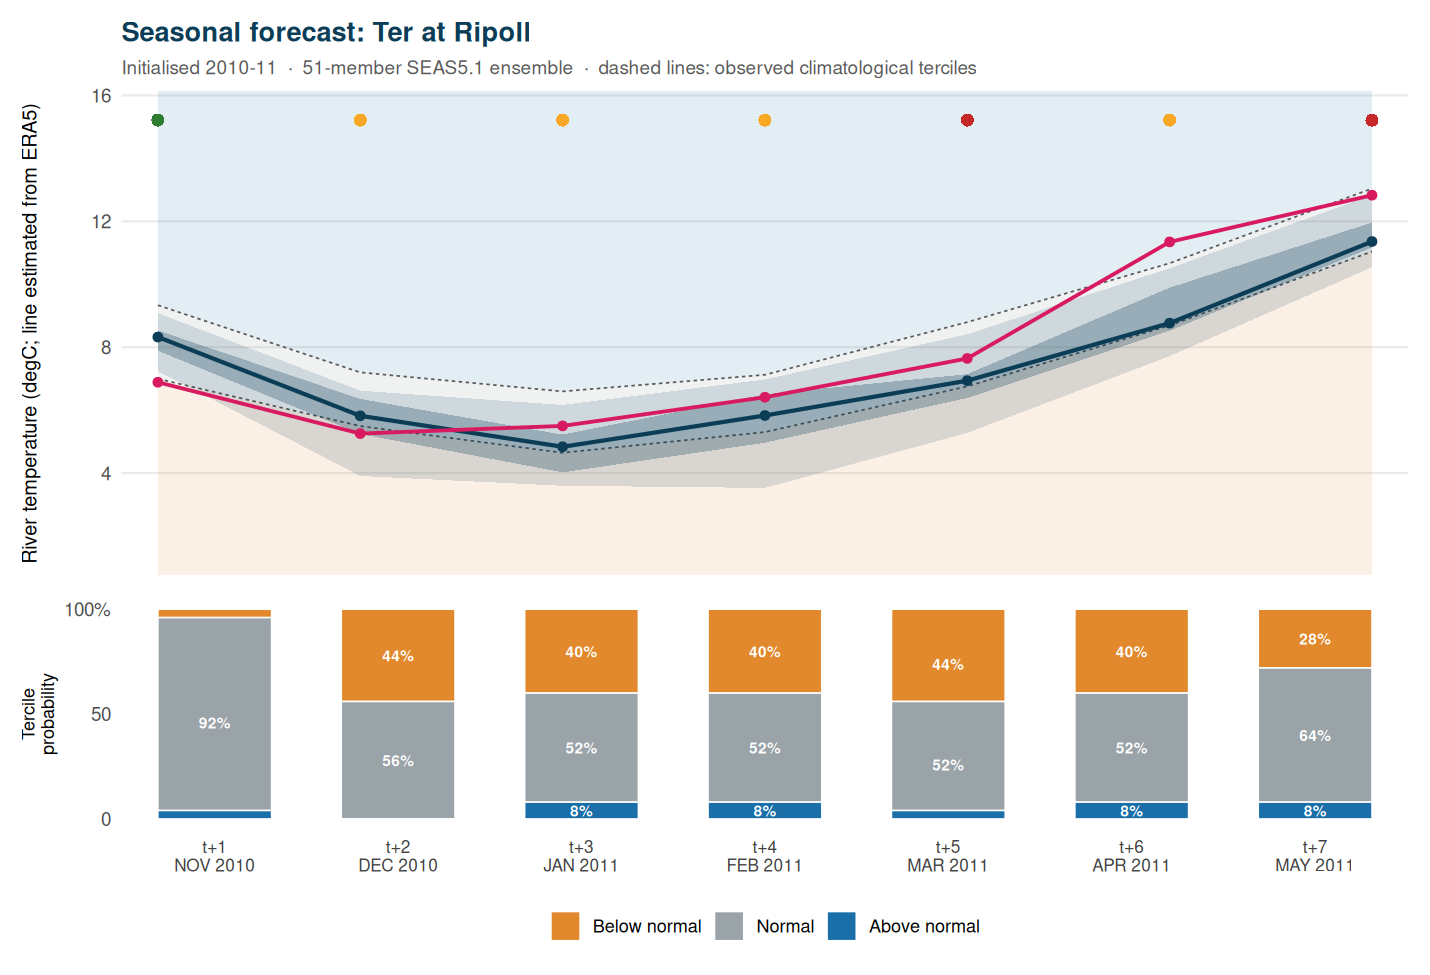 Seasonal forecast: Ter at Ripoll
Initialised 2010-11 · 51-member SEAS5.1 ensemble · dashed lines: observed climatological terciles
River temperature (degC; line estimated from ERA5)
16
12
8
4
Tercile
probability
100%
50
0
44%
40%
40%
44%
40%
28%
92%
56%
52%
52%
52%
52%
64%
8%
8%
8%
8%
t+1
NOV 2010
t+2
DEC 2010
t+3
JAN 2011
t+4
FEB 2011
t+5
MAR 2011
t+6
APR 2011
t+7
MAY 2011
Below normal
Normal
Above normal